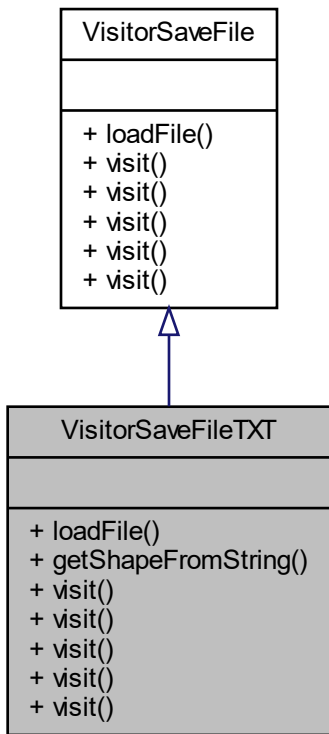 VisitorSaveFile
+ loadFile()
+ visit()
+ visit()
+ visit()
+ visit()
+ visit()
VisitorSaveFileTXT
+ loadFile()
+ getShapeFromString()
+ visit()
+ visit()
+ visit()
+ visit()
+ visit()